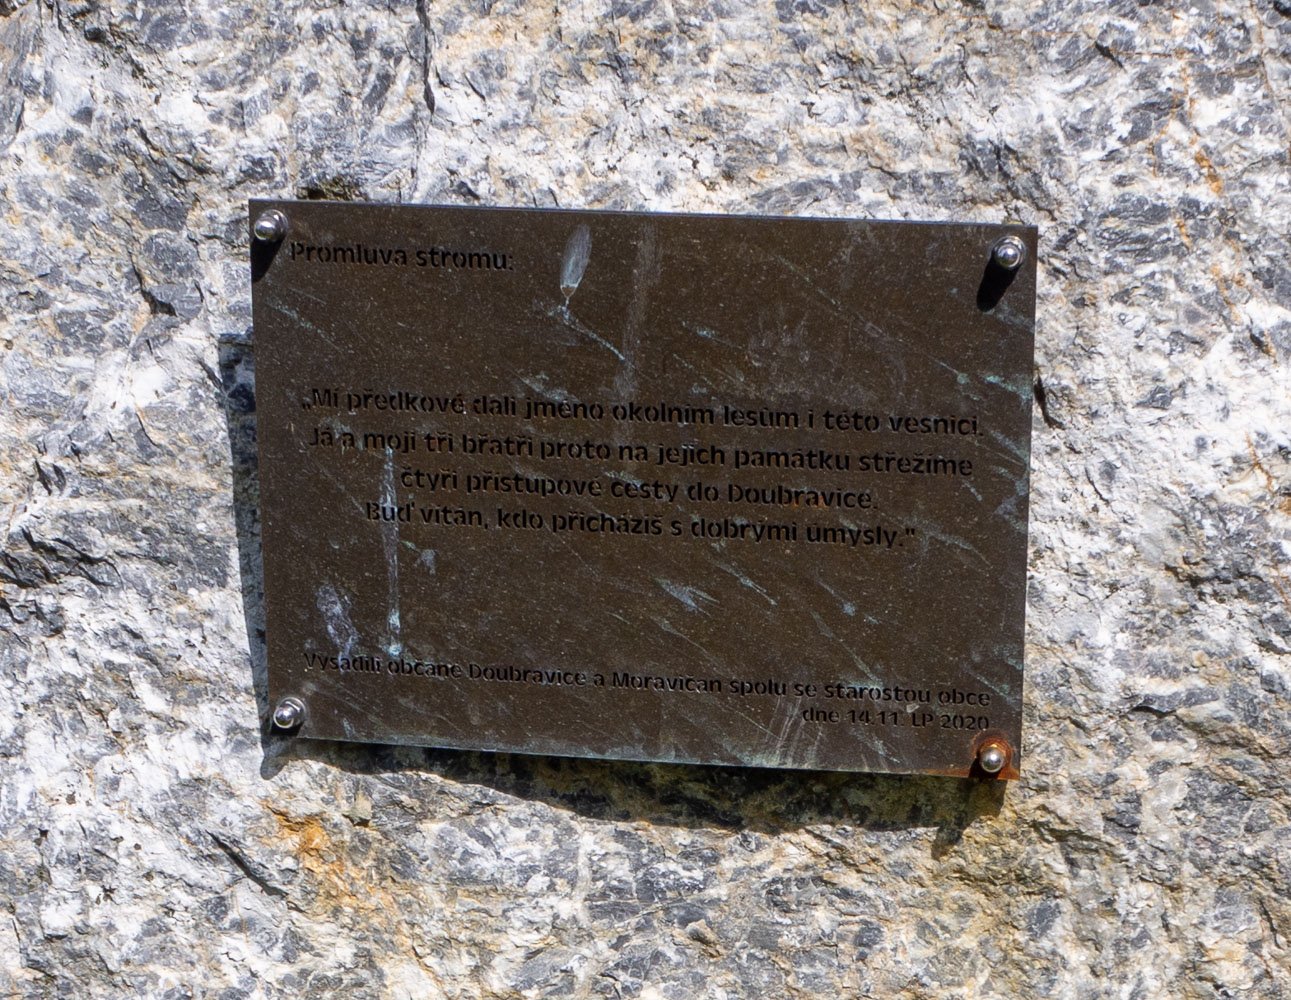 Promluva stromu:
„Mí předkové dali jméno okolním lesům i této vesnici.
Já a moji tři bratři proto na jejich památku střežíme
čtyři přístupové cesty do Doubravice.
Buď vítán, kdo přicházíš s dobrými úmysly."
Vysadili občané Doubravice a Moravičan spolu se starostou obce
dne 14.11. LP 2020